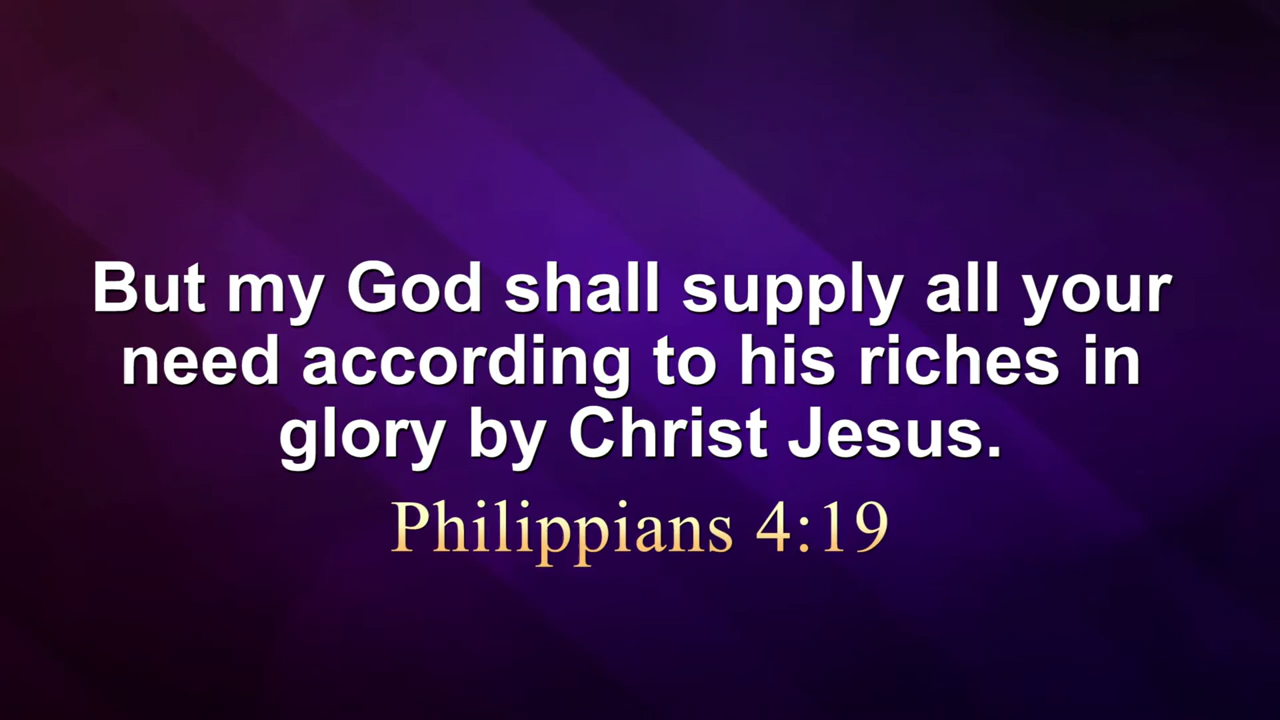 But my God shall supply all your
need according to his riches in
glory by Christ Jesus.
Philippians 4:19